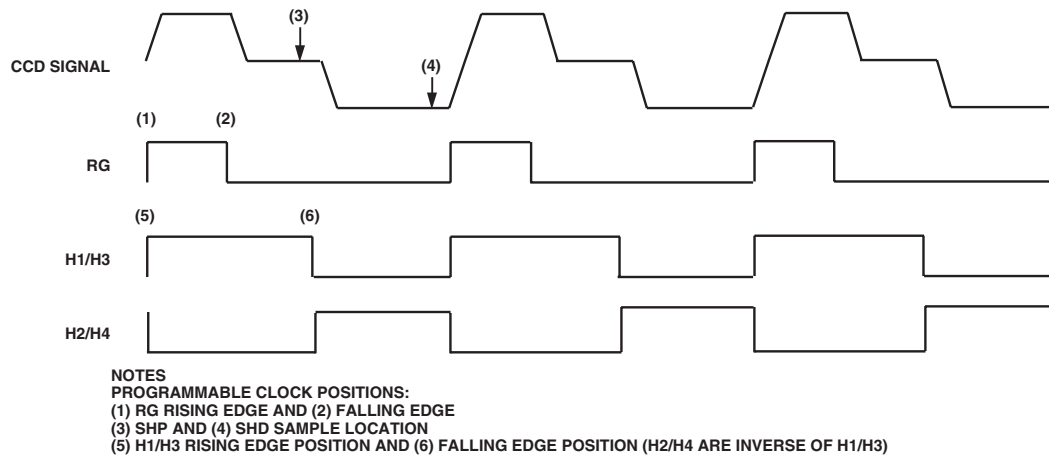 (3)
CCD SIGNAL
(4)
(1)
(2)
RG
(5)
(6)
H1/H3
H2/H4
NOTES
PROGRAMMABLE CLOCK POSITIONS:
(1) RG RISING EDGE AND (2) FALLING EDGE
(3) SHP AND (4) SHD SAMPLE LOCATION
(5) H1/H3 RISING EDGE POSITION AND (6) FALLING EDGE POSITION (H2/H4 ARE INVERSE OF H1/H3)